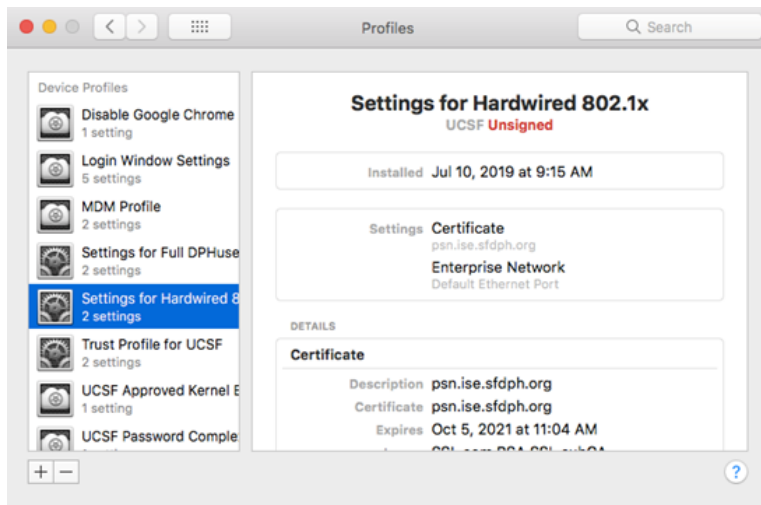 Profiles
Search
Device Profiles
Disable Google Chrome
1 setting
Login Window Settings
5 settings
MDM Profile
2 settings
Settings for Full DPHuse
2 settings
Settings for Hardwired 8
2 settings
Trust Profile for UCSF
2 settings
UCSF Approved Kernel E
1 setting
UCSF Password Comple
Settings for Hardwired 802.1x
UCSF Unsigned
Installed Jul 10, 2019 at 9:15 AM
Settings Certificate
psn.ise.sfdph.org
Enterprise Network
Default Ethernet Port
DETAILS
Certificate
Description psn.ise.sfdph.org
Certificate psn.ise.sfdph.org
Expires Oct 5, 2021 at 11:04 AM
+ −
?